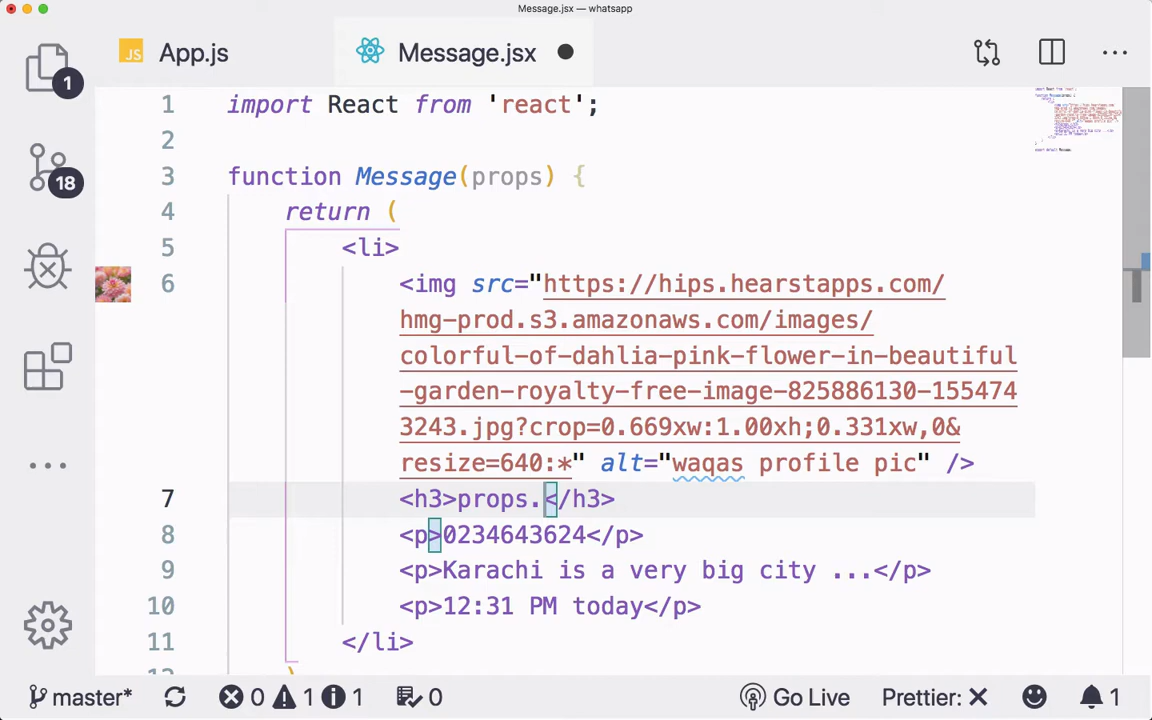 Message.jsx — whatsapp
JS App.js Message.jsx
1 import React from 'react';
2
3 function Message(props) {
4 return (
5 <li>
6 <img src="https://hips.hearstapps.com/
hmg-prod.s3.amazonaws.com/images/
colorful-of-dahlia-pink-flower-in-beautiful
-garden-royalty-free-image-825886130-155474
3243.jpg?crop=0.669xw:1.00xh;0.331xw,0&
resize=640:*" alt="waqas profile pic" />
7 <h3>props.</h3>
8 <p>0234643624</p>
9 <p>Karachi is a very big city ...</p>
10 <p>12:31 PM today</p>
11 </li>
)
1
18
master* 0 1 1 0 Go Live Prettier: 1